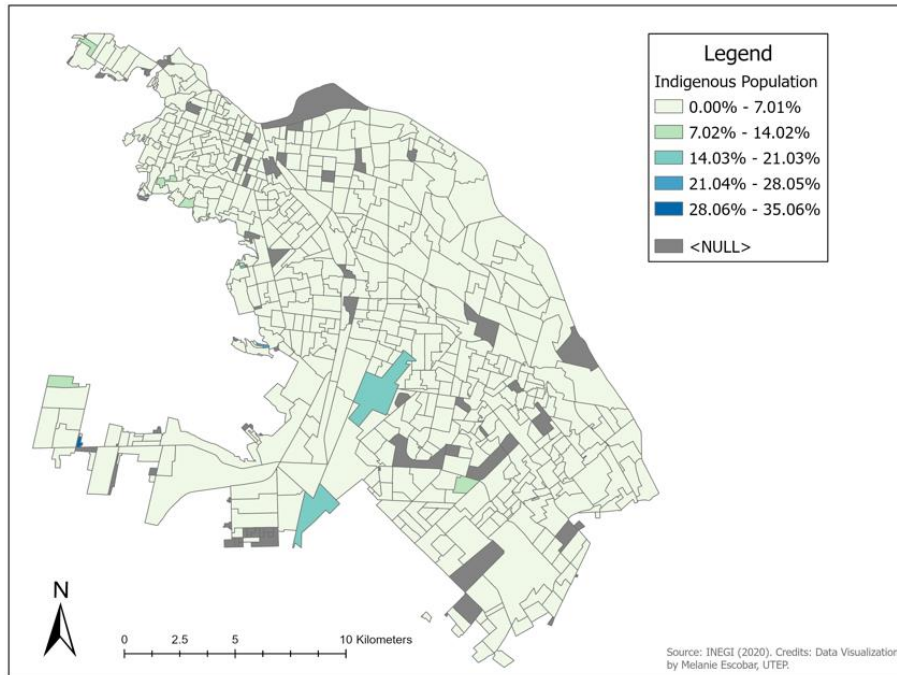 Legend
Indigenous Population
0.00% - 7.01%
7.02% - 14.02%
14.03% - 21.03%
21.04% - 28.05%
28.06% - 35.06%
<NULL>
N
0 2.5 5 10 Kilometers
Source: INEGI (2020). Credits: Data Visualization
by Melanie Escobar, UTEP.